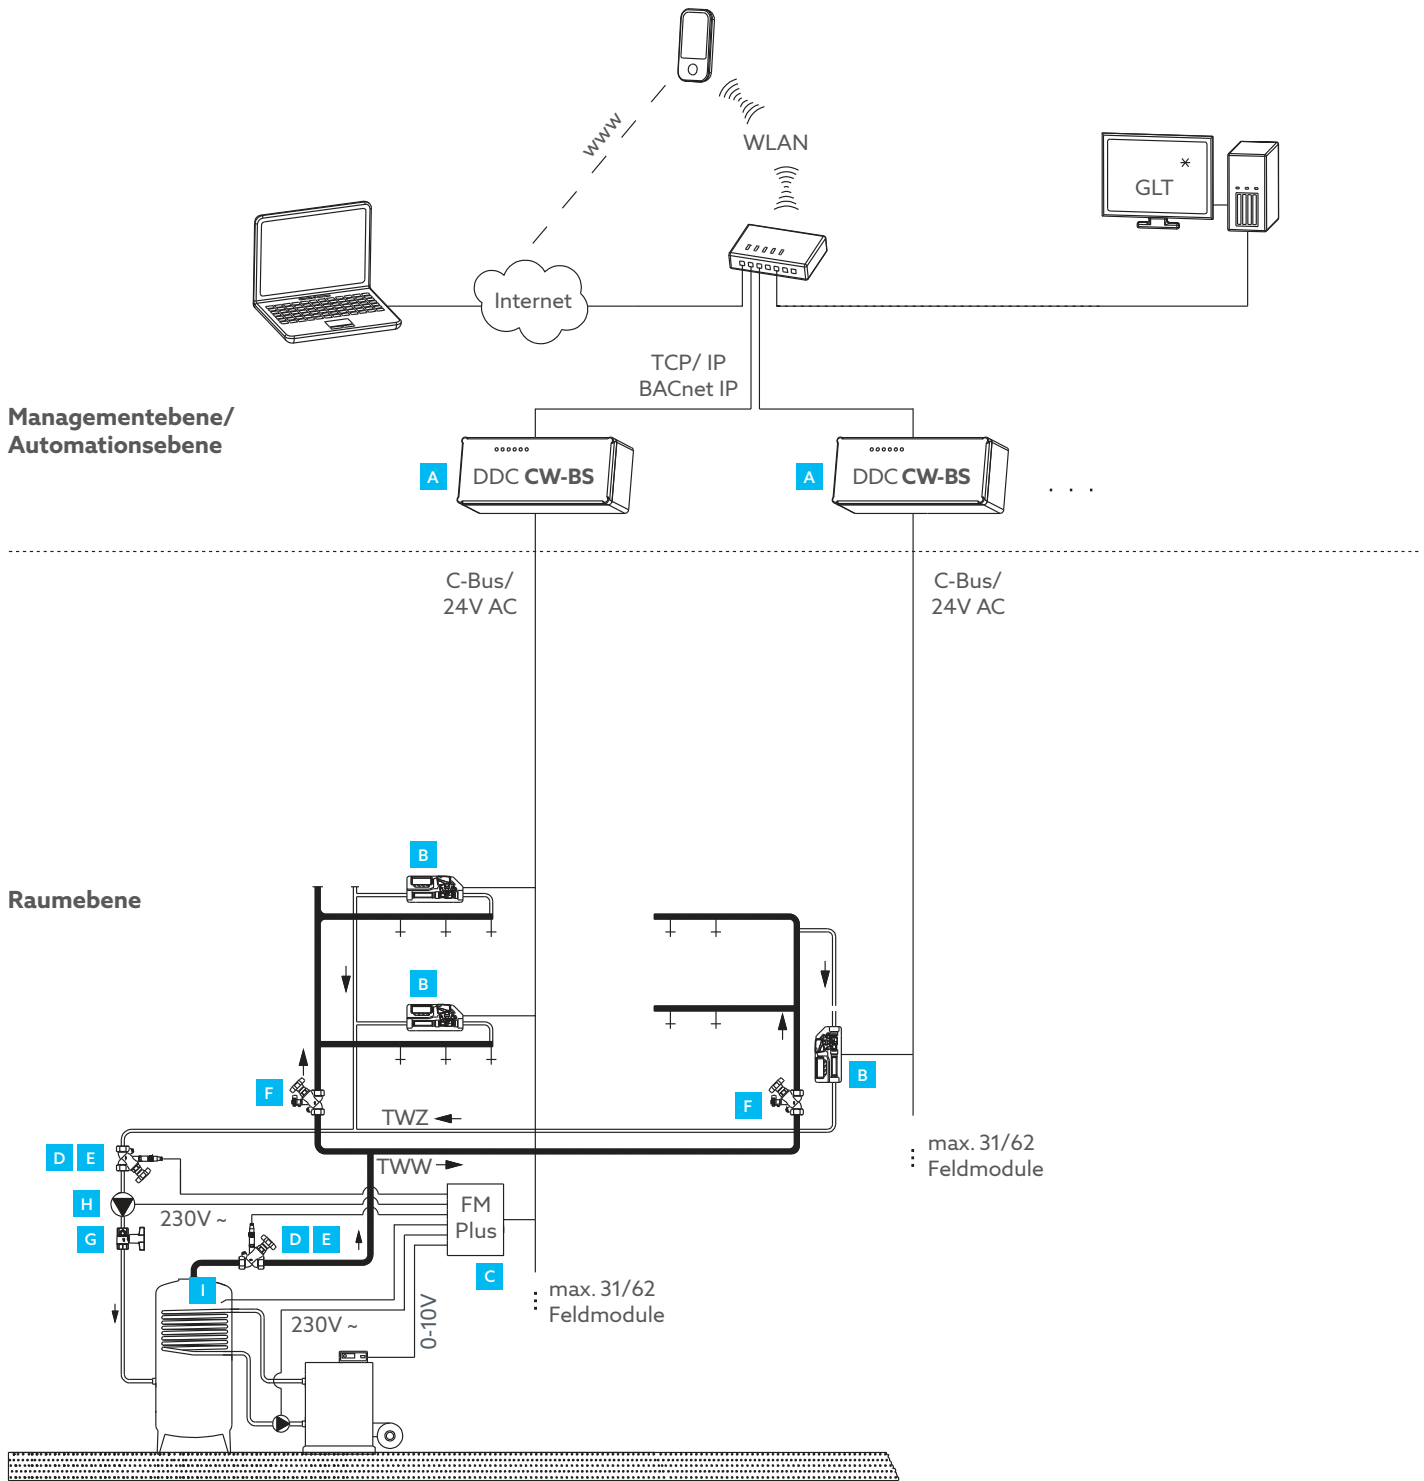 www
WLAN
GLT *
Internet
TCP/ IP
BACnet IP
Managementebene/
Automationsebene
A
DDC CW-BS
A
DDC CW-BS
. . .
C-Bus/
24V AC
C-Bus/
24V AC
B
Raumebene
B
B
F
F
TWZ
TWW
D E
H
230V ~
G
D E
FM
Plus
C
I
230V ~
0-10V
max. 31/62
Feldmodule
max. 31/62
Feldmodule